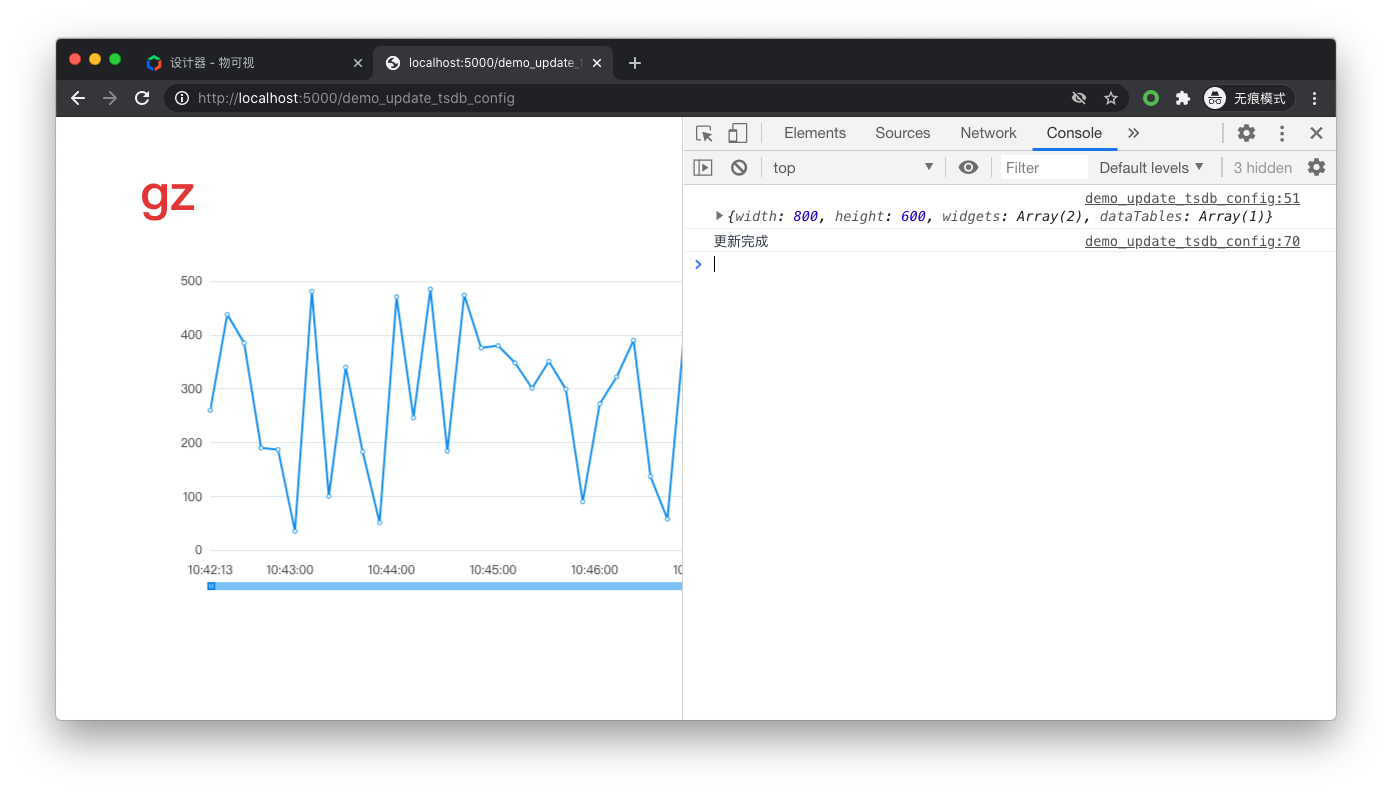 设计器 - 物可视
localhost:5000/demo_update_t
http://localhost:5000/demo_update_tsdb_config
无痕模式
gz
500
400
300
200
100
0
10:42:13 10:43:00 10:44:00 10:45:00 10:46:00 10
Elements Sources Network Console
top Filter Default levels 3 hidden
demo_update_tsdb_config:51
{width: 800, height: 600, widgets: Array(2), dataTables: Array(1)}
更新完成 demo_update_tsdb_config:70